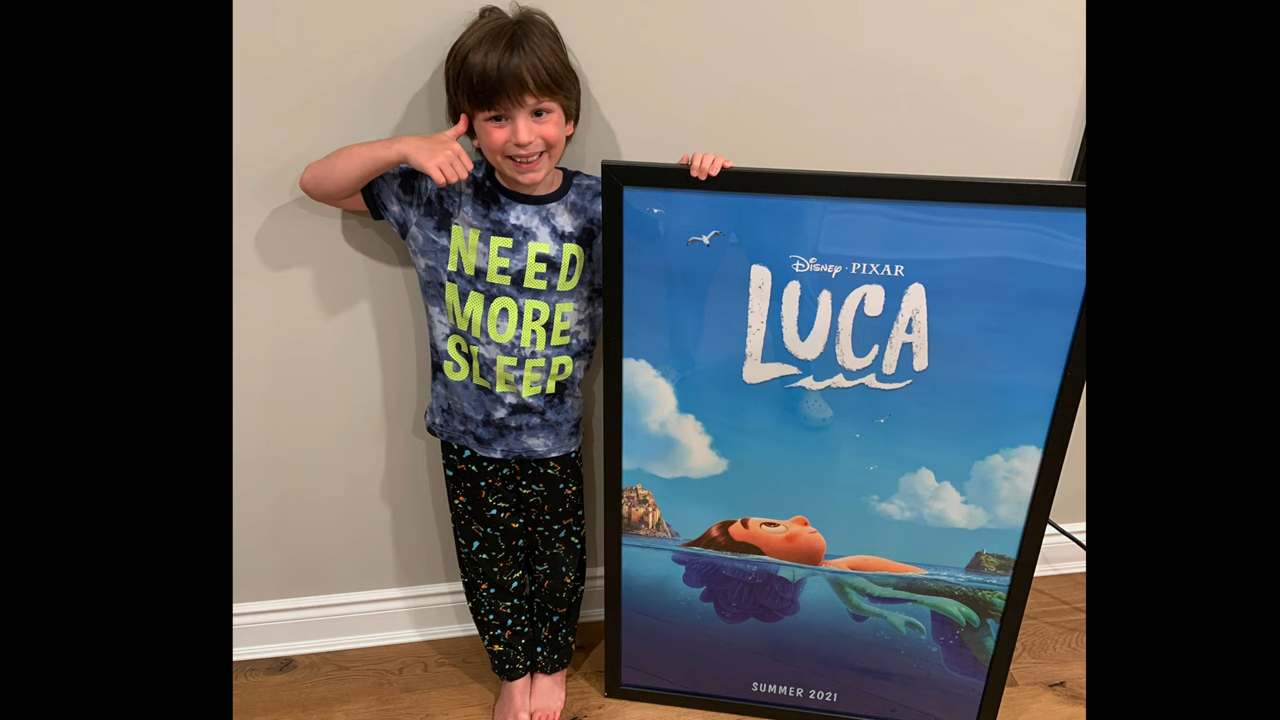 NEED
MORE
SLEEP
Disney · PIXAR
LUCA
SUMMER 2021